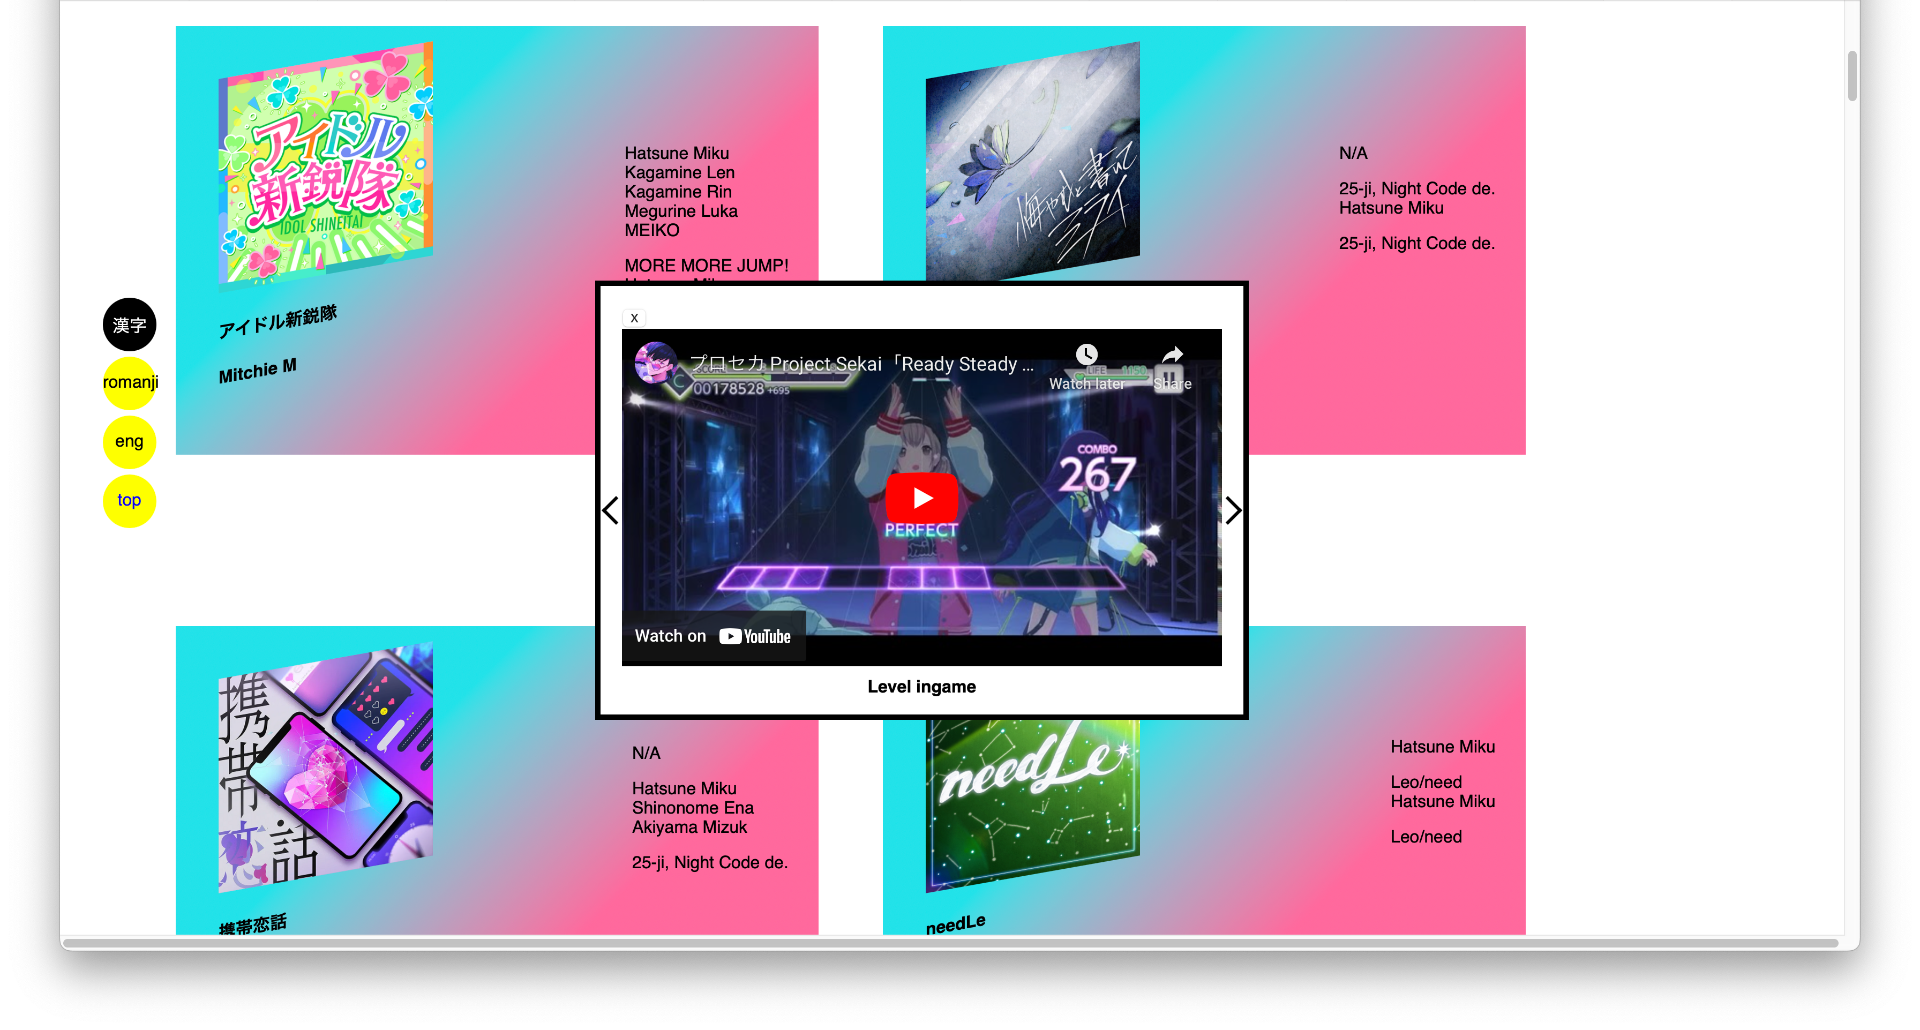 アイドル
新鋭隊
IDOL SHINEITAI
アイドル新鋭隊
Mitchie M
Hatsune Miku
Kagamine Len
Kagamine Rin
Megurine Luka
MEIKO
MORE MORE JUMP!
悔やむと書いて
ミライ
N/A
25-ji, Night Code de.
Hatsune Miku
25-ji, Night Code de.
漢字
romanji
eng
top
x
プロセカ Project Sekai「Ready Steady ...
Watch later
Share
C
00178528 +695
LIFE 1150
COMBO
267
PERFECT
Watch on YouTube
Level ingame
携帯恋話
携帯恋話
N/A
Hatsune Miku
Shinonome Ena
Akiyama Mizuk
25-ji, Night Code de.
needLe
needLe
Hatsune Miku
Leo/need
Hatsune Miku
Leo/need